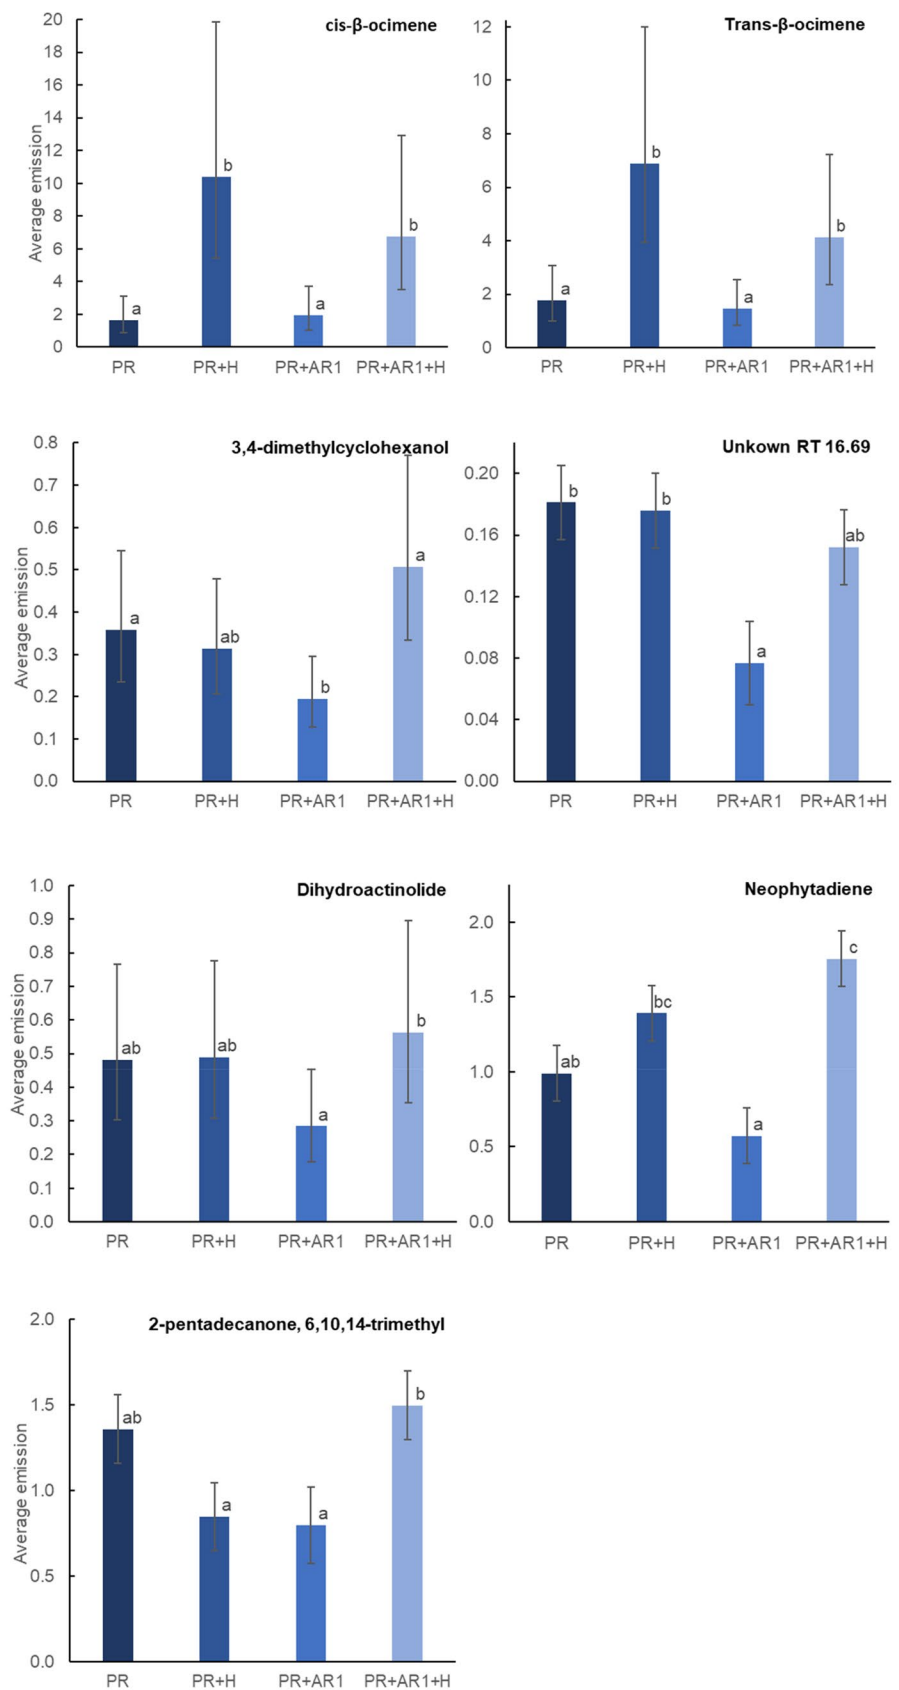 cis-β-ocimene
Average emission
20
18
16
14
12
10
8
6
4
2
0
a
b
a
b
PR
PR+H
PR+AR1
PR+AR1+H
Trans-β-ocimene
12
10
8
6
4
2
0
a
b
a
b
PR
PR+H
PR+AR1
PR+AR1+H
3,4-dimethylcyclohexanol
Average emission
0.8
0.7
0.6
0.5
0.4
0.3
0.2
0.1
0.0
a
ab
b
a
PR
PR+H
PR+AR1
PR+AR1+H
Unkown RT 16.69
0.20
0.16
0.12
0.08
0.04
0.00
b
b
a
ab
PR
PR+H
PR+AR1
PR+AR1+H
Dihydroactinolide
Average emission
1.0
0.9
0.8
0.7
0.6
0.5
0.4
0.3
0.2
0.1
0.0
ab
ab
a
b
PR
PR+H
PR+AR1
PR+AR1+H
Neophytadiene
2.0
1.5
1.0
0.5
0.0
ab
bc
a
c
PR
PR+H
PR+AR1
PR+AR1+H
2-pentadecanone, 6,10,14-trimethyl
Average emission
2.0
1.5
1.0
0.5
0.0
ab
a
a
b
PR
PR+H
PR+AR1
PR+AR1+H